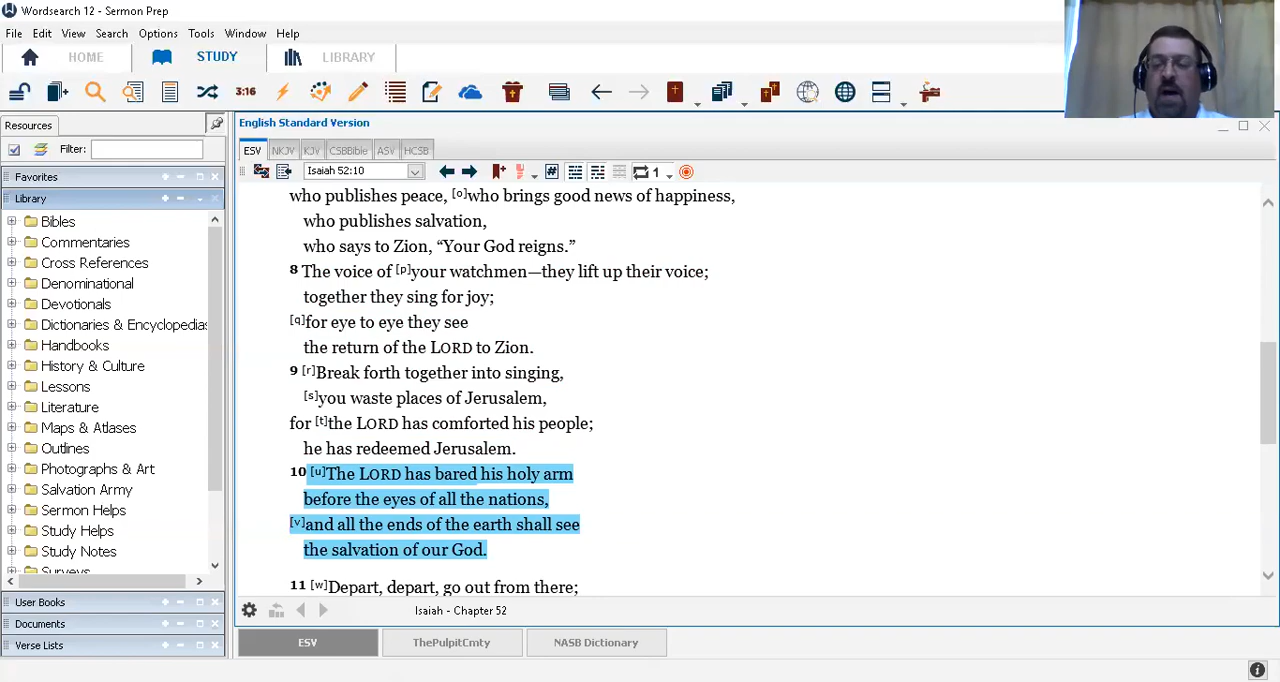 Wordsearch 12 - Sermon Prep
File Edit View Search Options Tools Window Help
HOME STUDY LIBRARY
3:16
Resources
English Standard Version
ESV NKJV KJV CSBBible ASV HCSB
Filter:
Isaiah 52:10
# 1
Favorites
Library
Bibles
Commentaries
Cross References
Denominational
Devotionals
Dictionaries & Encyclopedias
Handbooks
History & Culture
Lessons
Literature
Maps & Atlases
Outlines
Photographs & Art
Salvation Army
Sermon Helps
Study Helps
Study Notes
Surveys
User Books
Documents
Verse Lists
who publishes peace, [o]who brings good news of happiness,
who publishes salvation,
who says to Zion, “Your God reigns.”
8 The voice of [p]your watchmen—they lift up their voice;
together they sing for joy;
[q]for eye to eye they see
the return of the LORD to Zion.
9 [r]Break forth together into singing,
[s]you waste places of Jerusalem,
for [t]the LORD has comforted his people;
he has redeemed Jerusalem.
10 [u]The LORD has bared his holy arm
before the eyes of all the nations,
[v]and all the ends of the earth shall see
the salvation of our God.
11 [w]Depart, depart, go out from there;
Isaiah - Chapter 52
ESV ThePulpitCmty NASB Dictionary